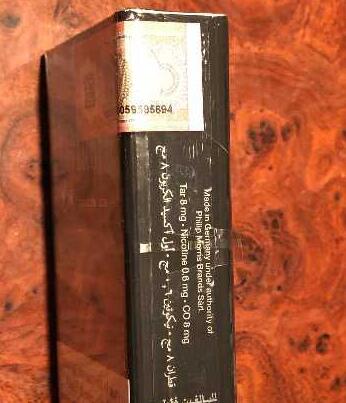 059595694
Made in Germany under authority of
Philip Morris Brands Sàrl.
Tar 8 mg - Nicotine 0.6 mg - CO 8 mg
قطران ٨ مج - نيكوتين ٠,٦ مج - أول أكسيد الكربون ٨ مج